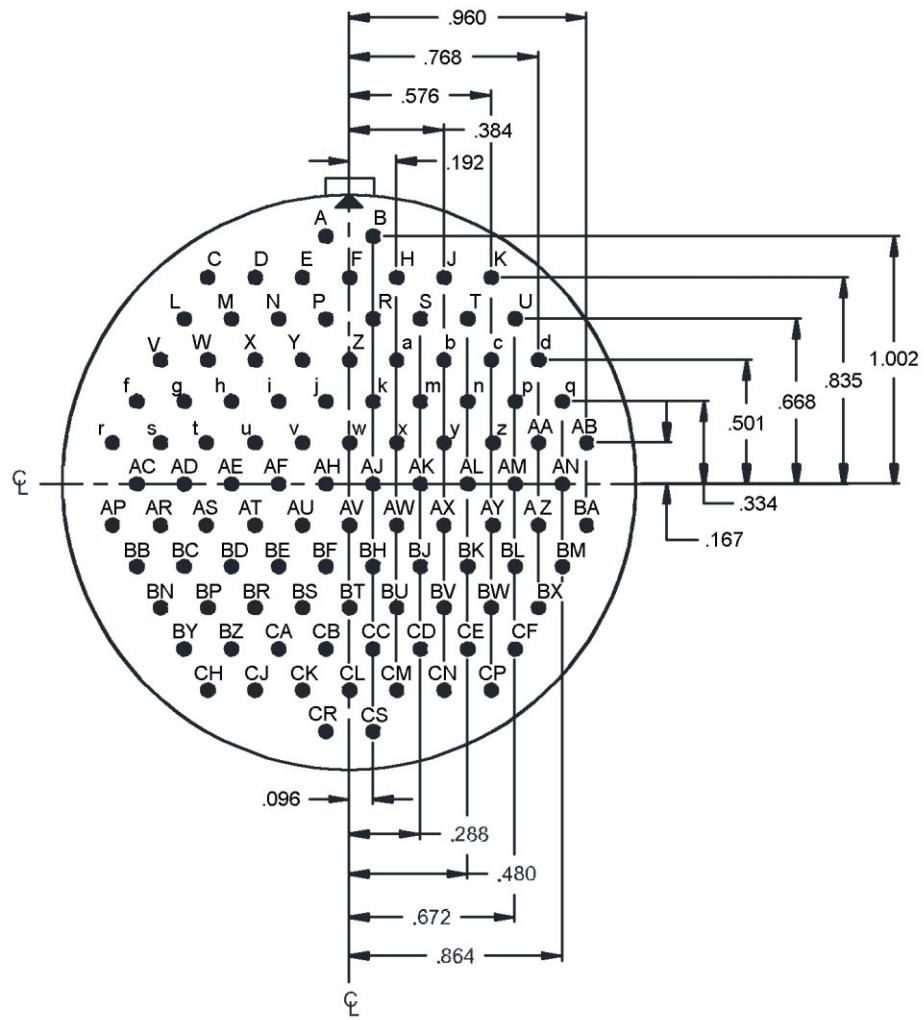 .960
.768
.576
.384
.192
A B
C D E F H J K
L M N P R S T U
V W X Y Z a b c d
f g h i j k m n p q
r s t u v w x y z AA AB
AC AD AE AF AH AJ AK AL AM AN
AP AR AS AT AU AV AW AX AY AZ BA
BB BC BD BE BF BH BJ BK BL BM
BN BP BR BS BT BU BV BW BX
BY BZ CA CB CC CD CE CF
CH CJ CK CL CM CN CP
CR CS
1.002
.835
.668
.501
.334
.167
℄
.096
.288
.480
.672
.864
℄